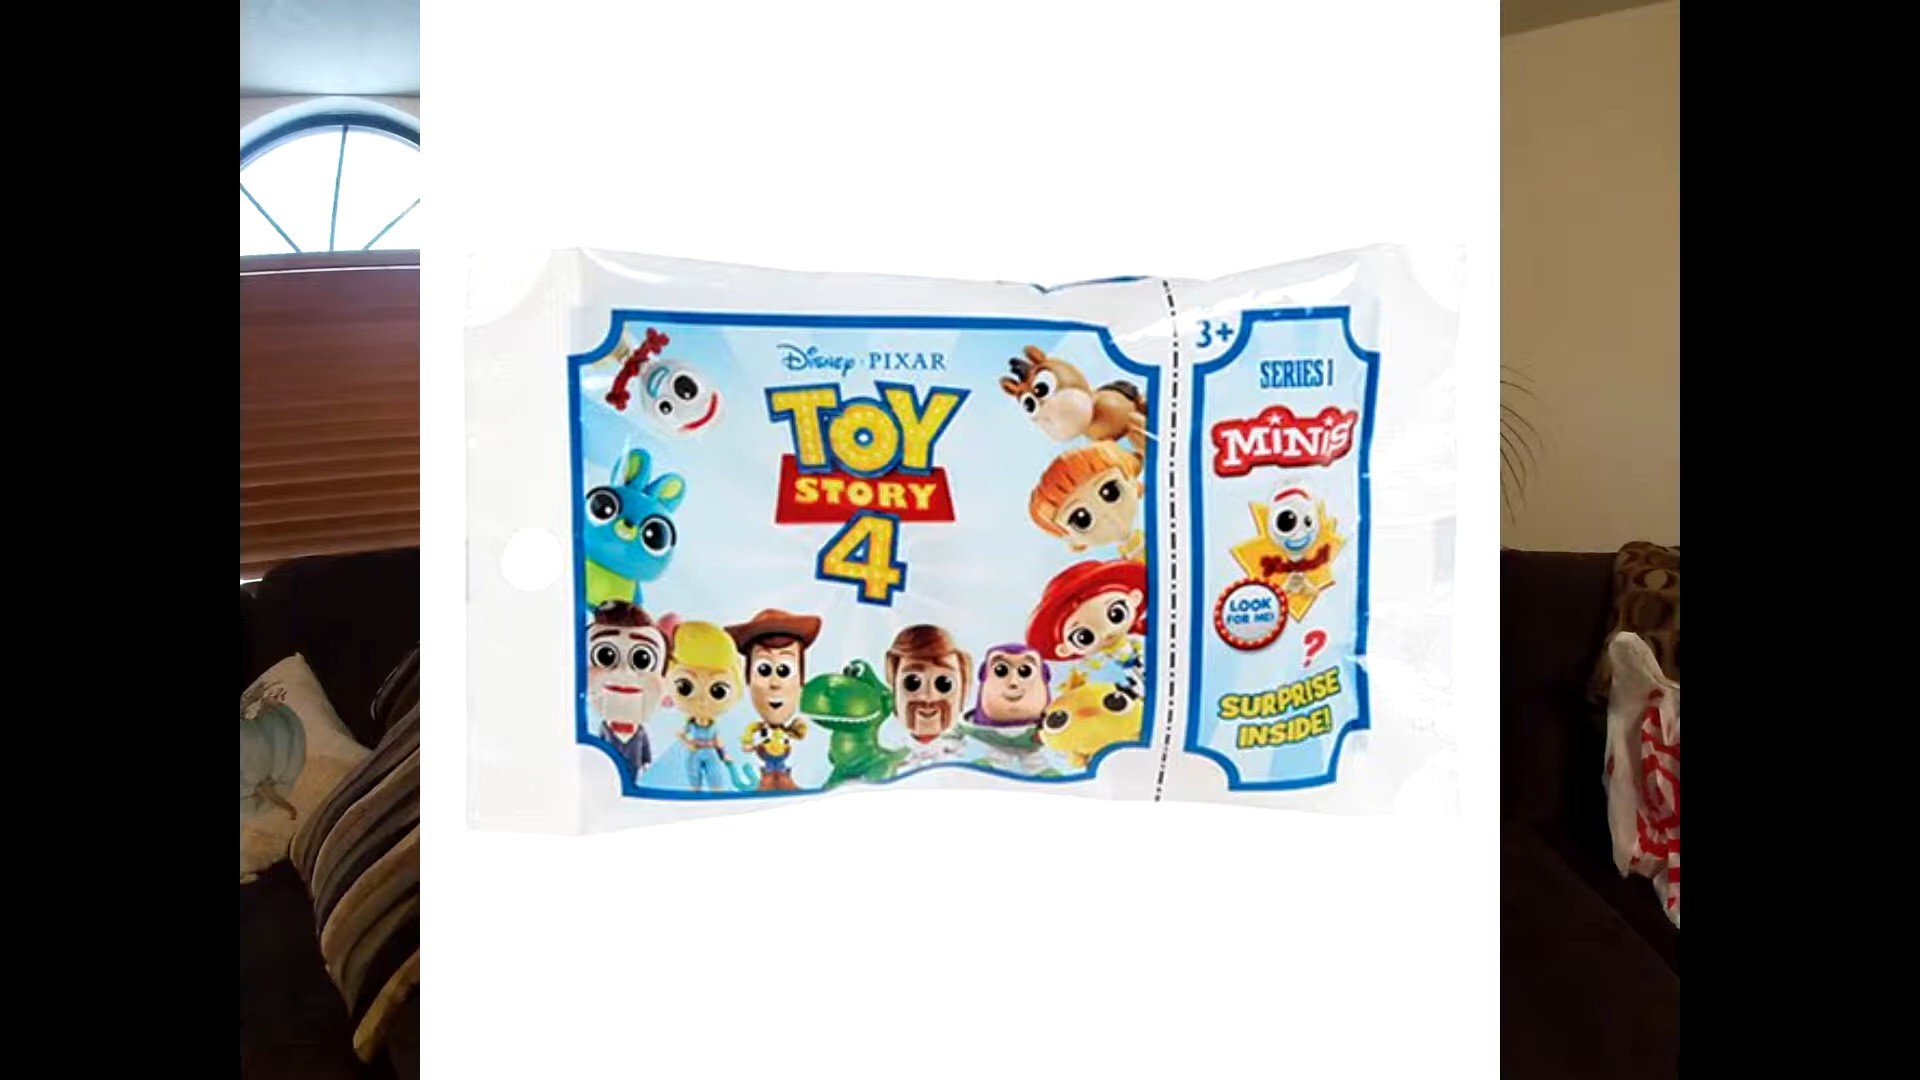 Disney · PIXAR
TOY
STORY
4
3+
SERIES 1
MiNiS
LOOK
FOR ME!
?
SURPRISE
INSIDE!